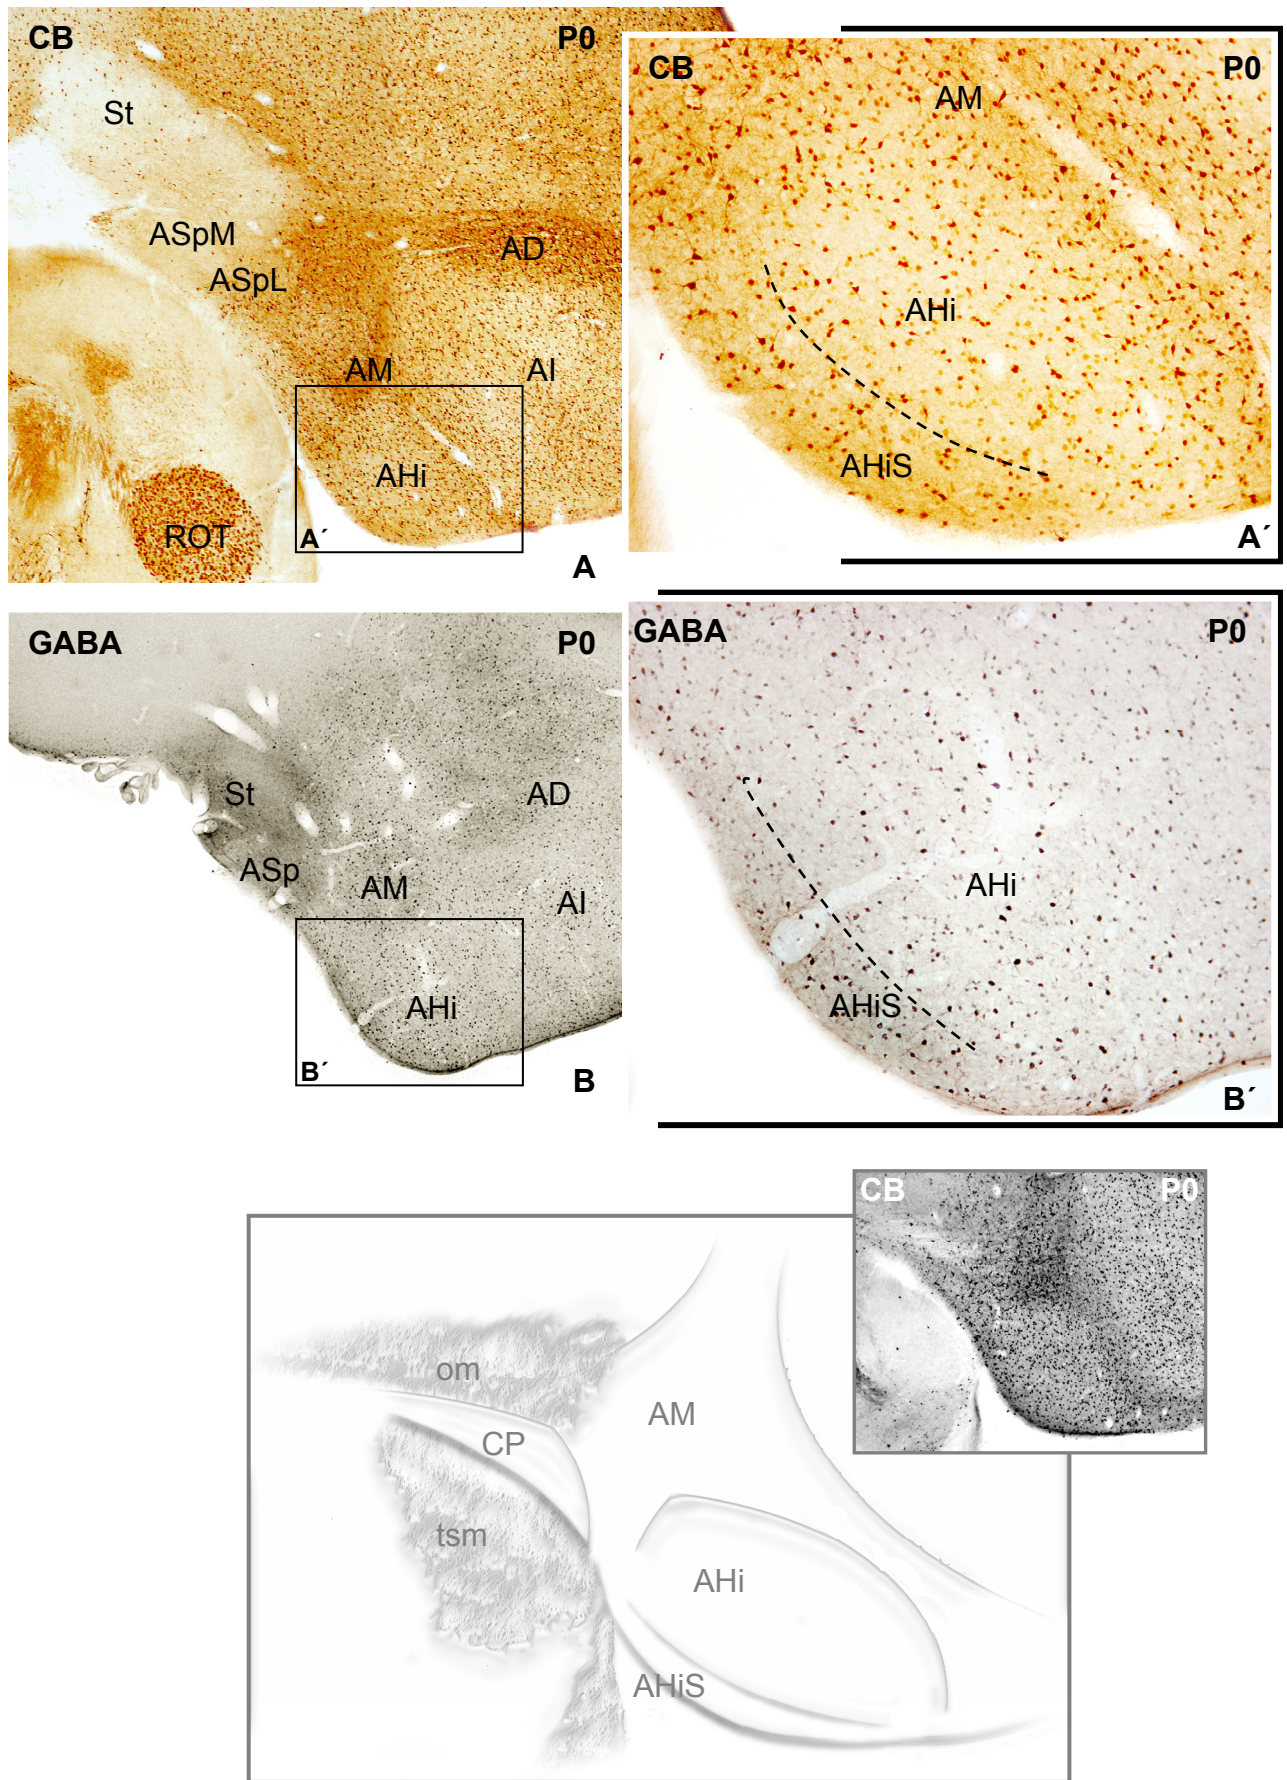 CB P0
St
ASpM
ASpL
AD
AM
AI
AHi
ROT
A´
A
CB P0
AM
AHi
AHiS
A´
GABA P0
St
AD
ASp
AM
AI
AHi
B´
B
GABA P0
AHi
AHiS
B´
CB P0
om
AM
CP
tsm
AHi
AHiS